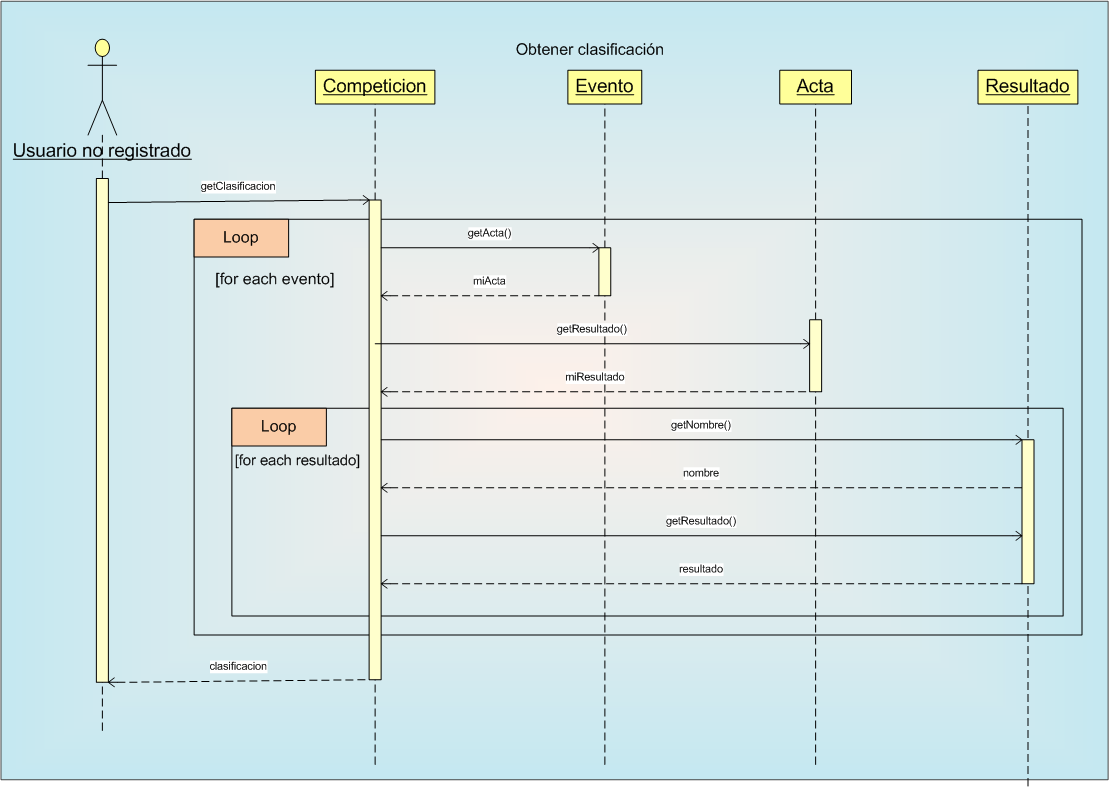 Obtener clasificación
Competicion
Evento
Acta
Resultado
Usuario no registrado
getClasificacion
Loop
getActa()
[for each evento]
miActa
getResultado()
miResultado
Loop
getNombre()
[for each resultado]
nombre
getResultado()
resultado
clasificacion